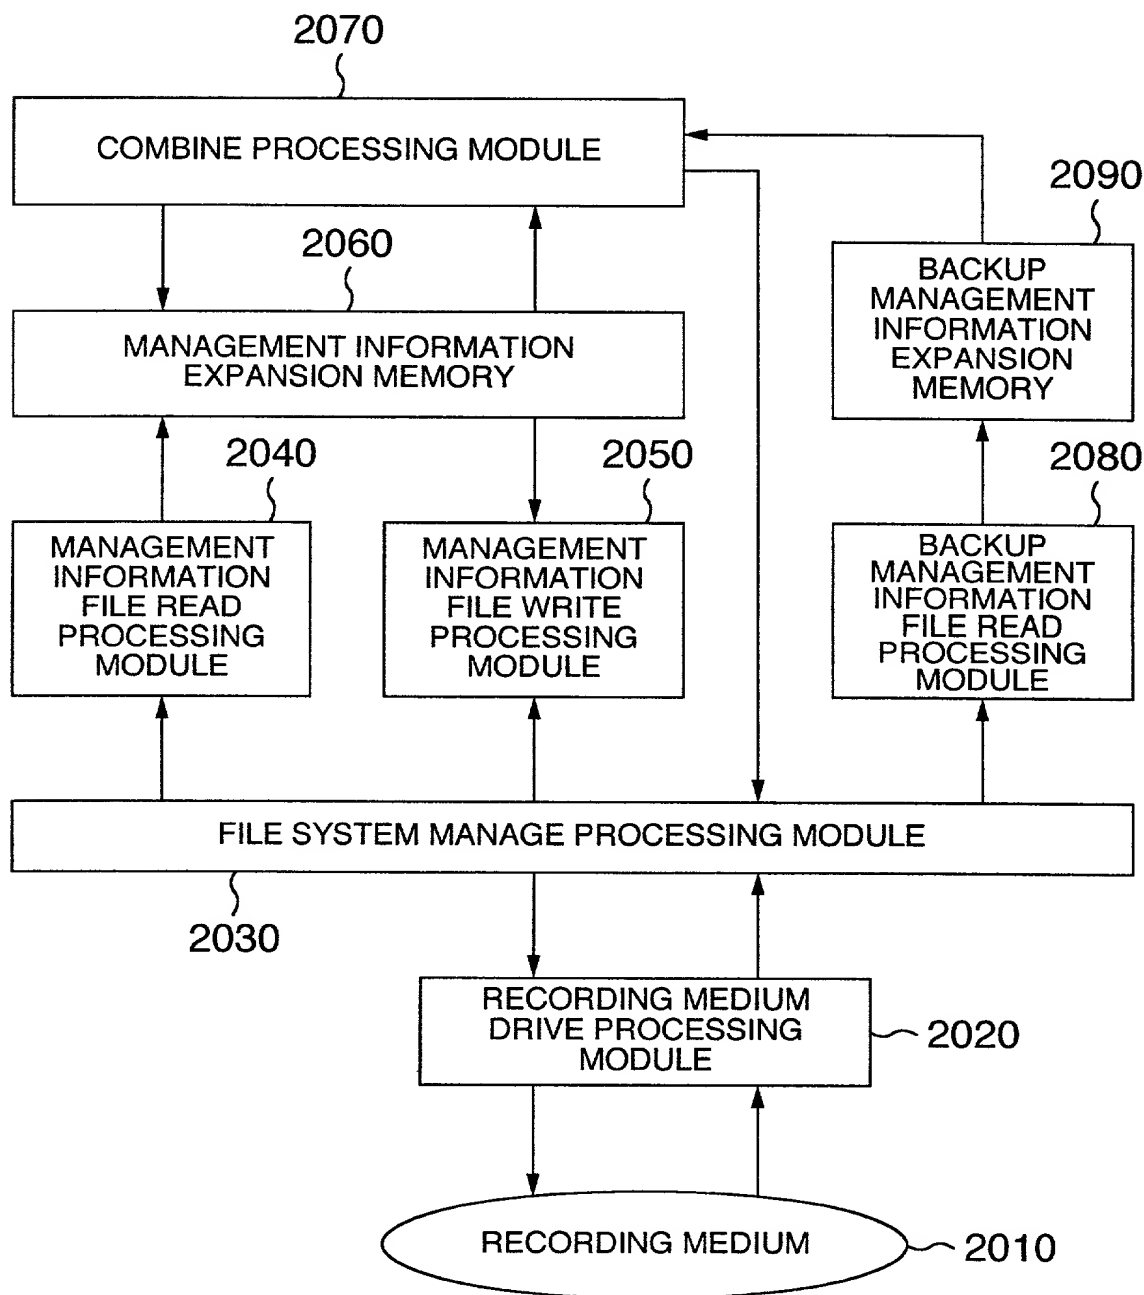 2070
COMBINE PROCESSING MODULE
2090
2060
BACKUP
MANAGEMENT
INFORMATION
EXPANSION
MEMORY
MANAGEMENT INFORMATION
EXPANSION MEMORY
2040
2050
2080
MANAGEMENT
INFORMATION
FILE READ
PROCESSING
MODULE
MANAGEMENT
INFORMATION
FILE WRITE
PROCESSING
MODULE
BACKUP
MANAGEMENT
INFORMATION
FILE READ
PROCESSING
MODULE
FILE SYSTEM MANAGE PROCESSING MODULE
2030
RECORDING MEDIUM
DRIVE PROCESSING
MODULE
2020
RECORDING MEDIUM
2010